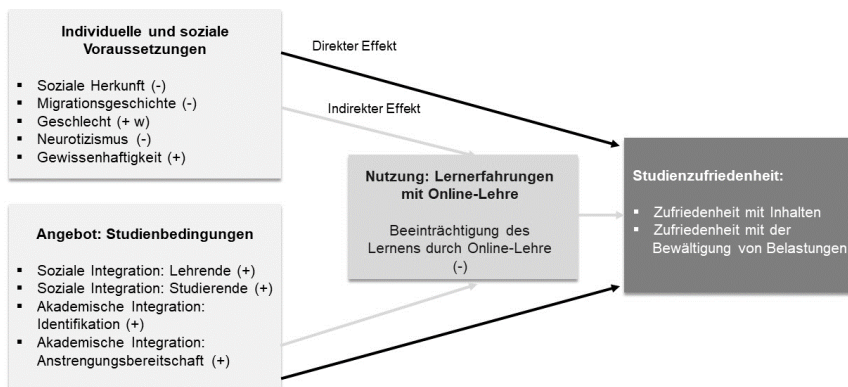 Individuelle und soziale
Voraussetzungen
▪ Soziale Herkunft (-)
▪ Migrationsgeschichte (-)
▪ Geschlecht (+ w)
▪ Neurotizismus (-)
▪ Gewissenhaftigkeit (+)
Direkter Effekt
Indirekter Effekt
Nutzung: Lernerfahrungen
mit Online-Lehre
Beeinträchtigung des
Lernens durch Online-Lehre
(-)
Studienzufriedenheit:
▪ Zufriedenheit mit Inhalten
▪ Zufriedenheit mit der
Bewältigung von Belastungen
Angebot: Studienbedingungen
▪ Soziale Integration: Lehrende (+)
▪ Soziale Integration: Studierende (+)
▪ Akademische Integration:
Identifikation (+)
▪ Akademische Integration:
Anstrengungsbereitschaft (+)